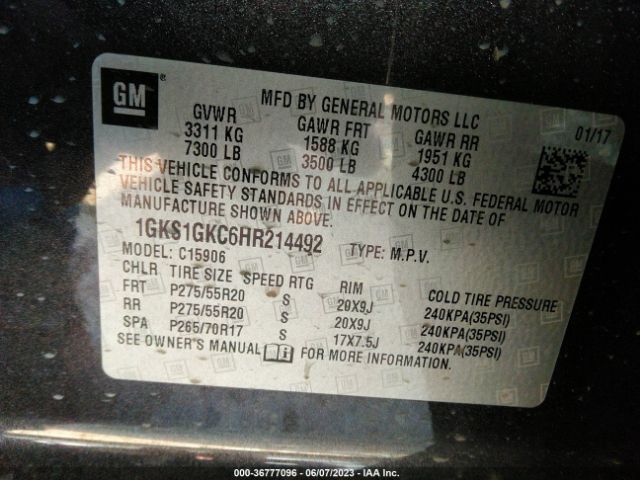 GM ®
MFD BY GENERAL MOTORS LLC
GVWR GAWR FRT GAWR RR 01/17
3311 KG 1588 KG 1951 KG
7300 LB 3500 LB 4300 LB
THIS VEHICLE CONFORMS TO ALL APPLICABLE U.S. FEDERAL MOTOR
VEHICLE SAFETY STANDARDS IN EFFECT ON THE DATE OF
MANUFACTURE SHOWN ABOVE.
1GKS1GKC6HR214492
MODEL: C15906 TYPE: M.P.V.
CHLR TIRE SIZE SPEED RTG RIM COLD TIRE PRESSURE
FRT P275/55R20 S 20X9J 240KPA(35PSI)
RR P275/55R20 S 20X9J 240KPA(35PSI)
SPA P265/70R17 S 17X7.5J 240KPA(35PSI)
SEE OWNER'S MANUAL FOR MORE INFORMATION.
000-36777096 - 06/07/2023 - IAA Inc.